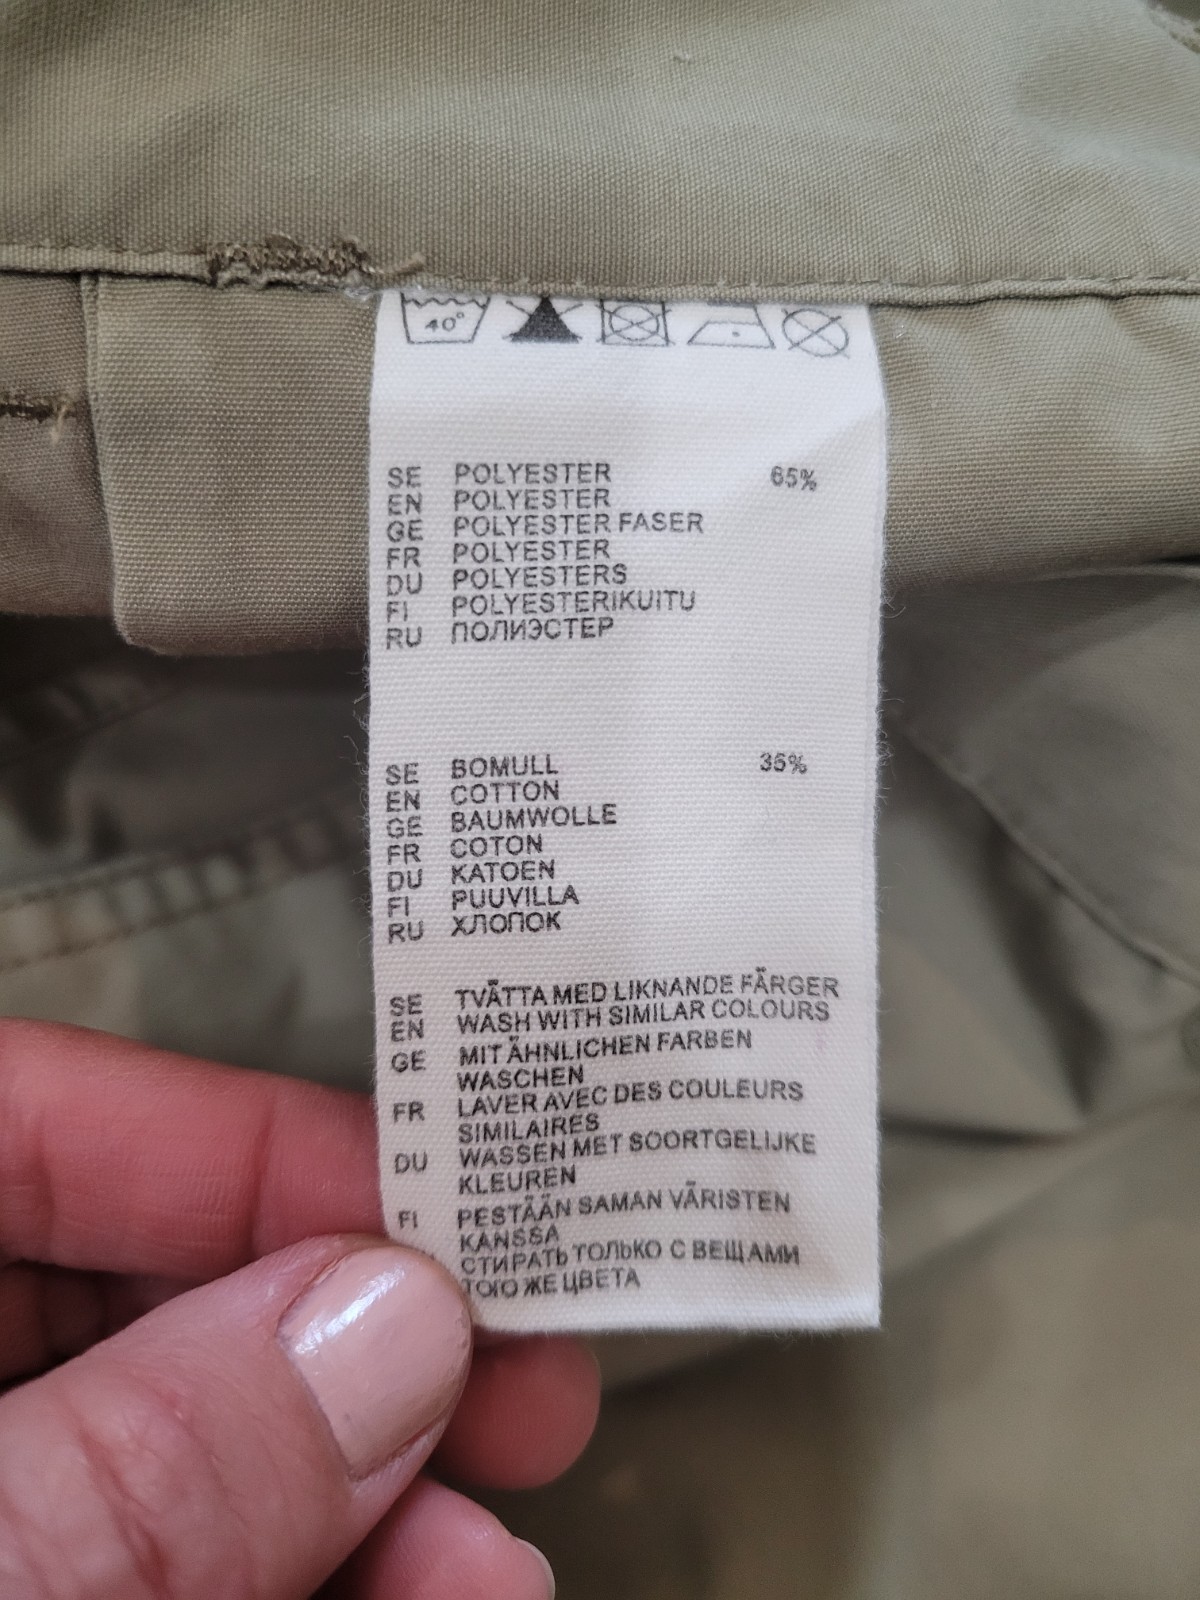 40°
SE POLYESTER 65%
EN POLYESTER
GE POLYESTER FASER
FR POLYESTER
DU POLYESTERS
FI POLYESTERIKUITU
RU ПОЛИЭСТЕР
SE BOMULL 35%
EN COTTON
GE BAUMWOLLE
FR COTON
DU KATOEN
FI PUUVILLA
RU ХЛОПОК
SE TVÄTTA MED LIKNANDE FÄRGER
EN WASH WITH SIMILAR COLOURS
GE MIT ÄHNLICHEN FARBEN
WASCHEN
FR LAVER AVEC DES COULEURS
SIMILAIRES
DU WASSEN MET SOORTGELIJKE
KLEUREN
FI PESTÄÄN SAMAN VÄRISTEN
KANSSA
СТИРАТЬ ТОЛЬКО С ВЕЩАМИ
ТОГО ЖЕ ЦВЕТА